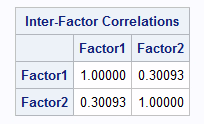 Inter-Factor Correlations
Factor1 Factor2
Factor1 1.00000 0.30093
Factor2 0.30093 1.00000